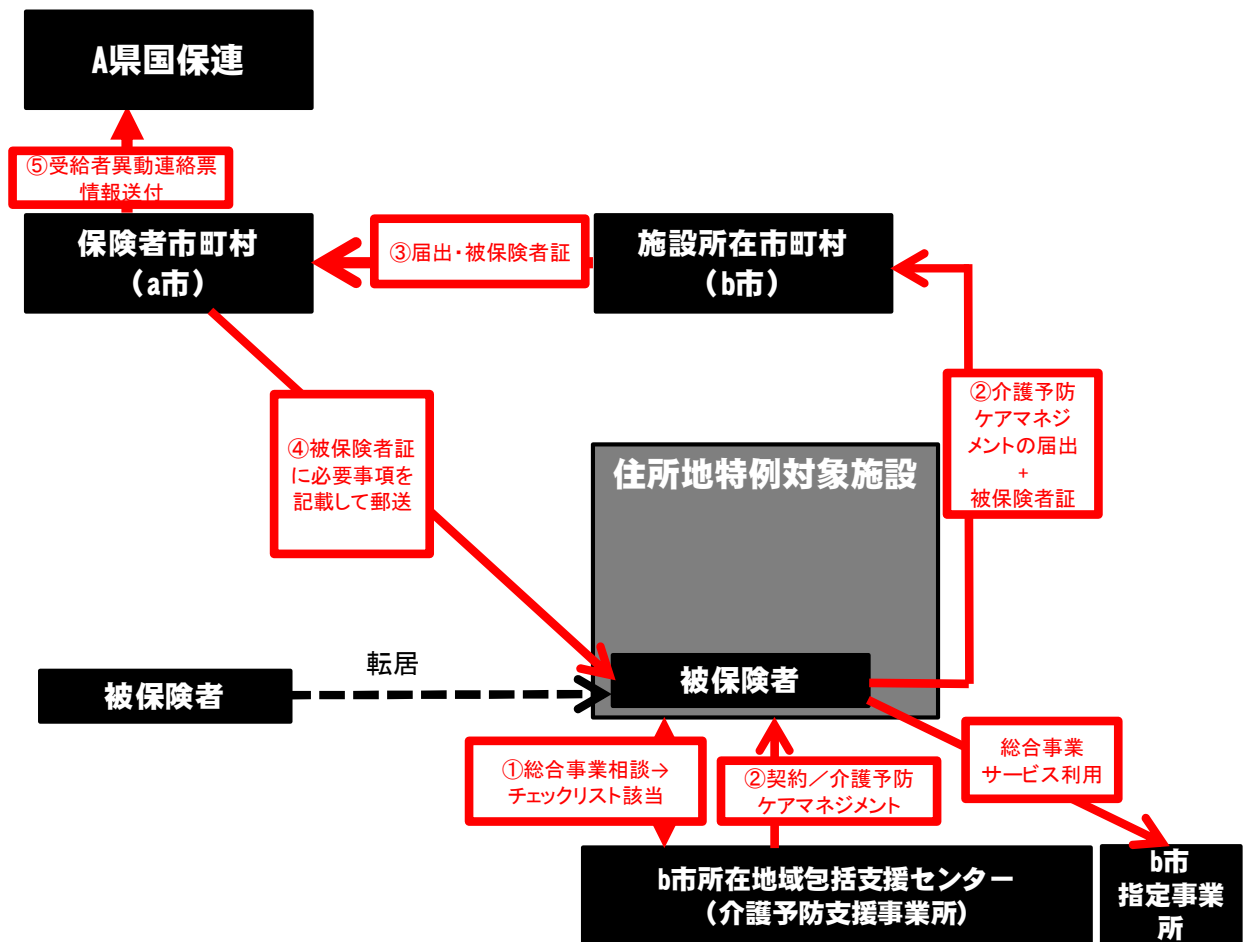 A県国保連
⑤受給者異動連絡票
情報送付
保険者市町村
（a市）
③届出・被保険者証
施設所在市町村
（b市）
②介護予防
ケアマネジ
メントの届出
+
被保険者証
④被保険者証
に必要事項を
記載して郵送
住所地特例対象施設
転居
被保険者
被保険者
①総合事業相談→
チェックリスト該当
②契約／介護予防
ケアマネジメント
総合事業
サービス利用
b市所在地域包括支援センター
（介護予防支援事業所）
b市
指定事業
所